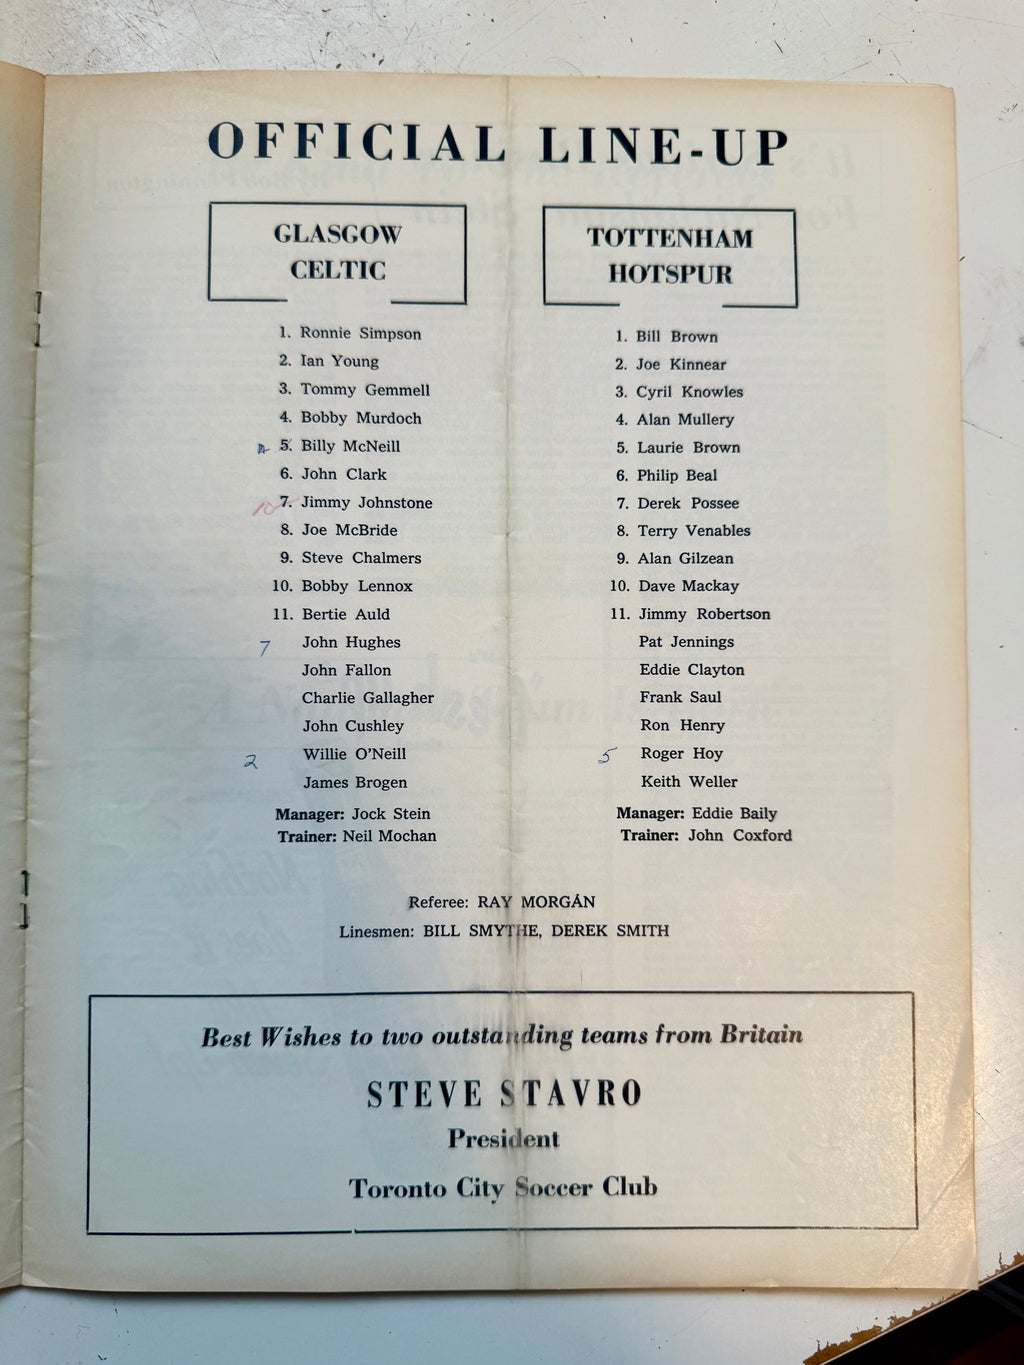 OFFICIAL LINE-UP
GLASGOW
CELTIC
1. Ronnie Simpson
2. Ian Young
3. Tommy Gemmell
4. Bobby Murdoch
5. Billy McNeill
6. John Clark
10 7. Jimmy Johnstone
8. Joe McBride
9. Steve Chalmers
10. Bobby Lennox
11. Bertie Auld
7 John Hughes
John Fallon
Charlie Gallagher
John Cushley
2 Willie O'Neill
James Brogen
Manager: Jock Stein
Trainer: Neil Mochan
TOTTENHAM
HOTSPUR
1. Bill Brown
2. Joe Kinnear
3. Cyril Knowles
4. Alan Mullery
5. Laurie Brown
6. Philip Beal
7. Derek Possee
8. Terry Venables
9. Alan Gilzean
10. Dave Mackay
11. Jimmy Robertson
Pat Jennings
Eddie Clayton
Frank Saul
Ron Henry
5 Roger Hoy
Keith Weller
Manager: Eddie Baily
Trainer: John Coxford
Referee: RAY MORGAN
Linesmen: BILL SMYTHE, DEREK SMITH
Best Wishes to two outstanding teams from Britain
STEVE STAVRO
President
Toronto City Soccer Club